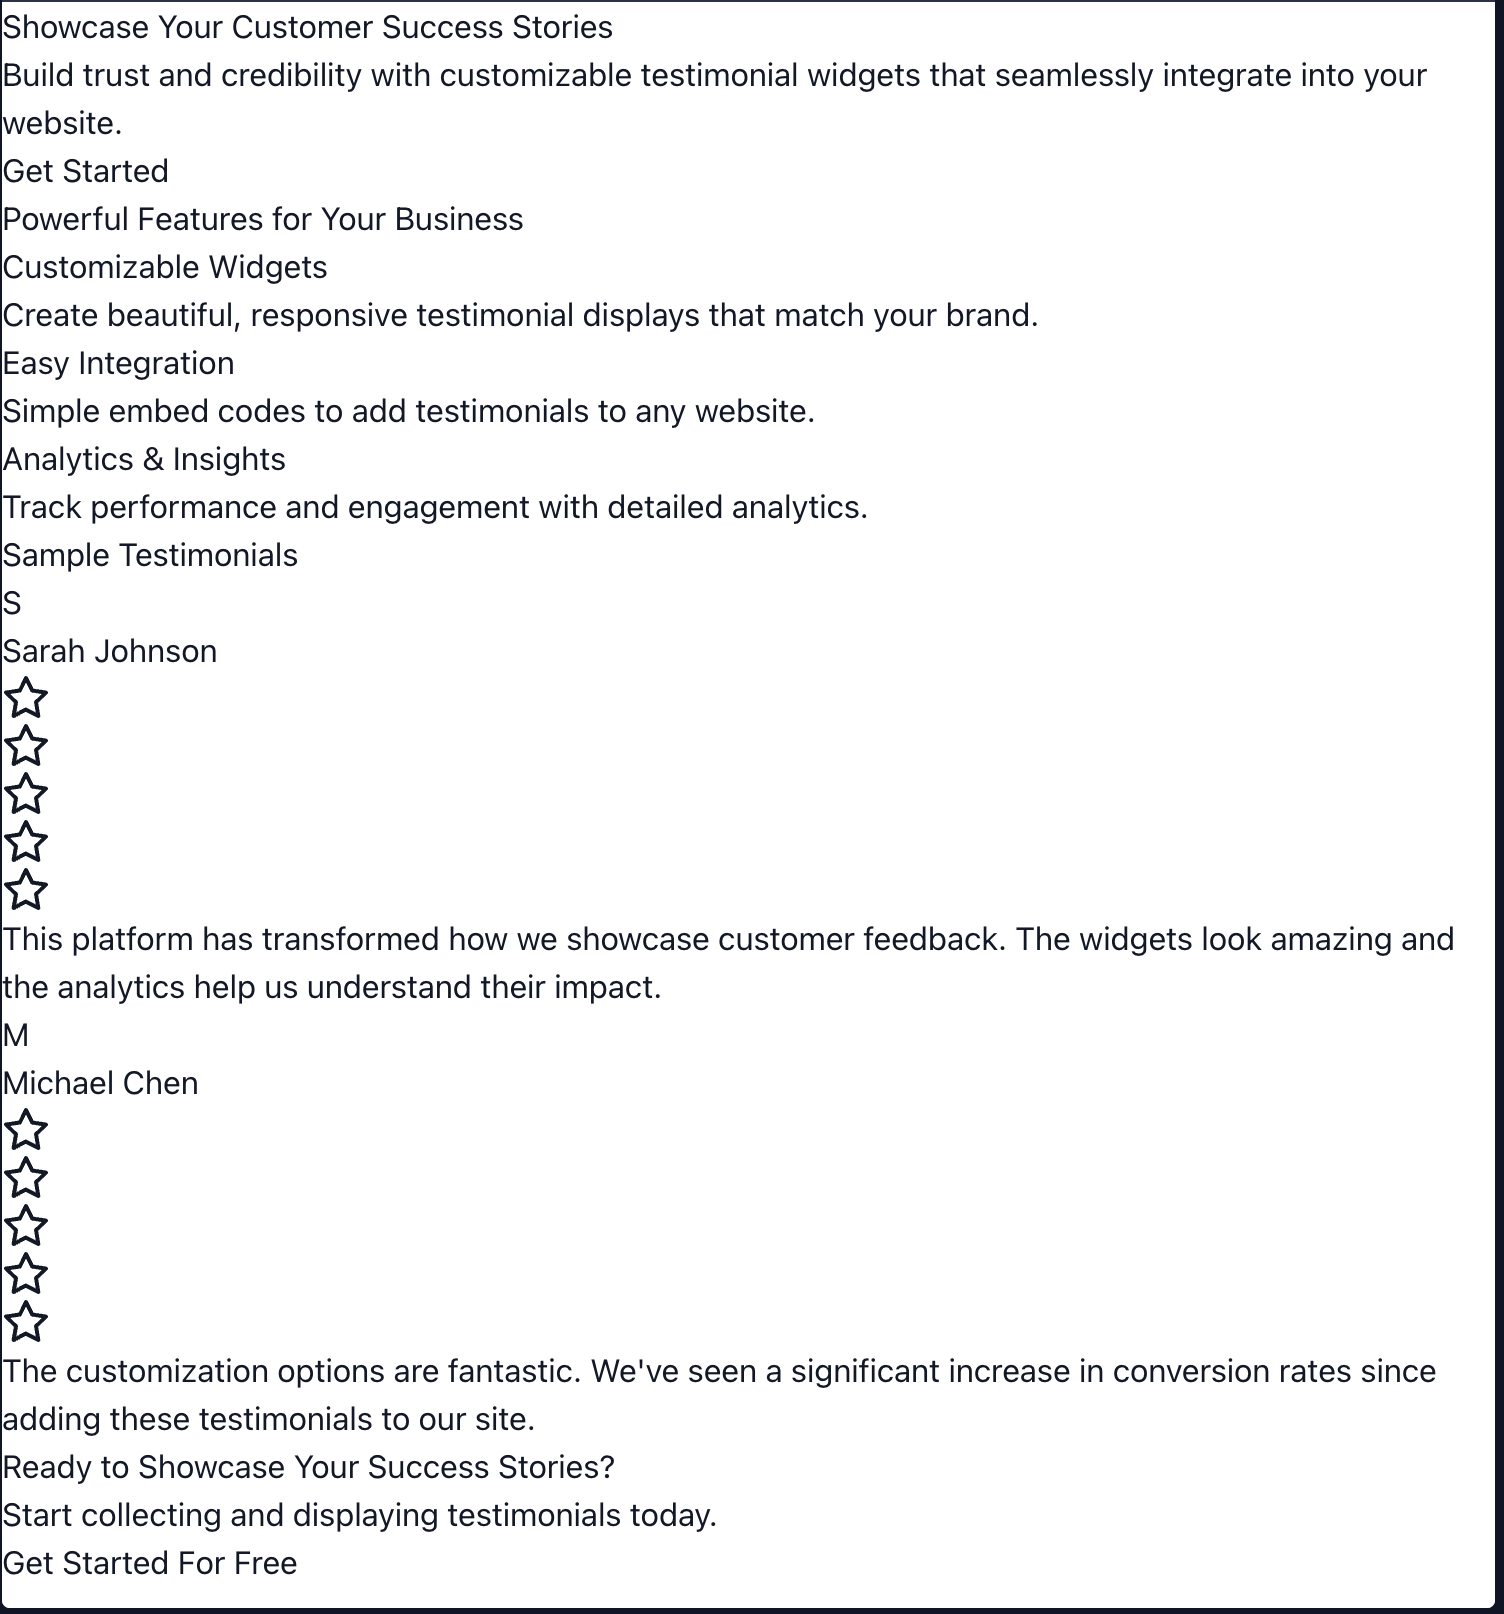 Showcase Your Customer Success Stories
Build trust and credibility with customizable testimonial widgets that seamlessly integrate into your
website.
Get Started
Powerful Features for Your Business
Customizable Widgets
Create beautiful, responsive testimonial displays that match your brand.
Easy Integration
Simple embed codes to add testimonials to any website.
Analytics & Insights
Track performance and engagement with detailed analytics.
Sample Testimonials
S
Sarah Johnson
This platform has transformed how we showcase customer feedback. The widgets look amazing and
the analytics help us understand their impact.
M
Michael Chen
The customization options are fantastic. We've seen a significant increase in conversion rates since
adding these testimonials to our site.
Ready to Showcase Your Success Stories?
Start collecting and displaying testimonials today.
Get Started For Free